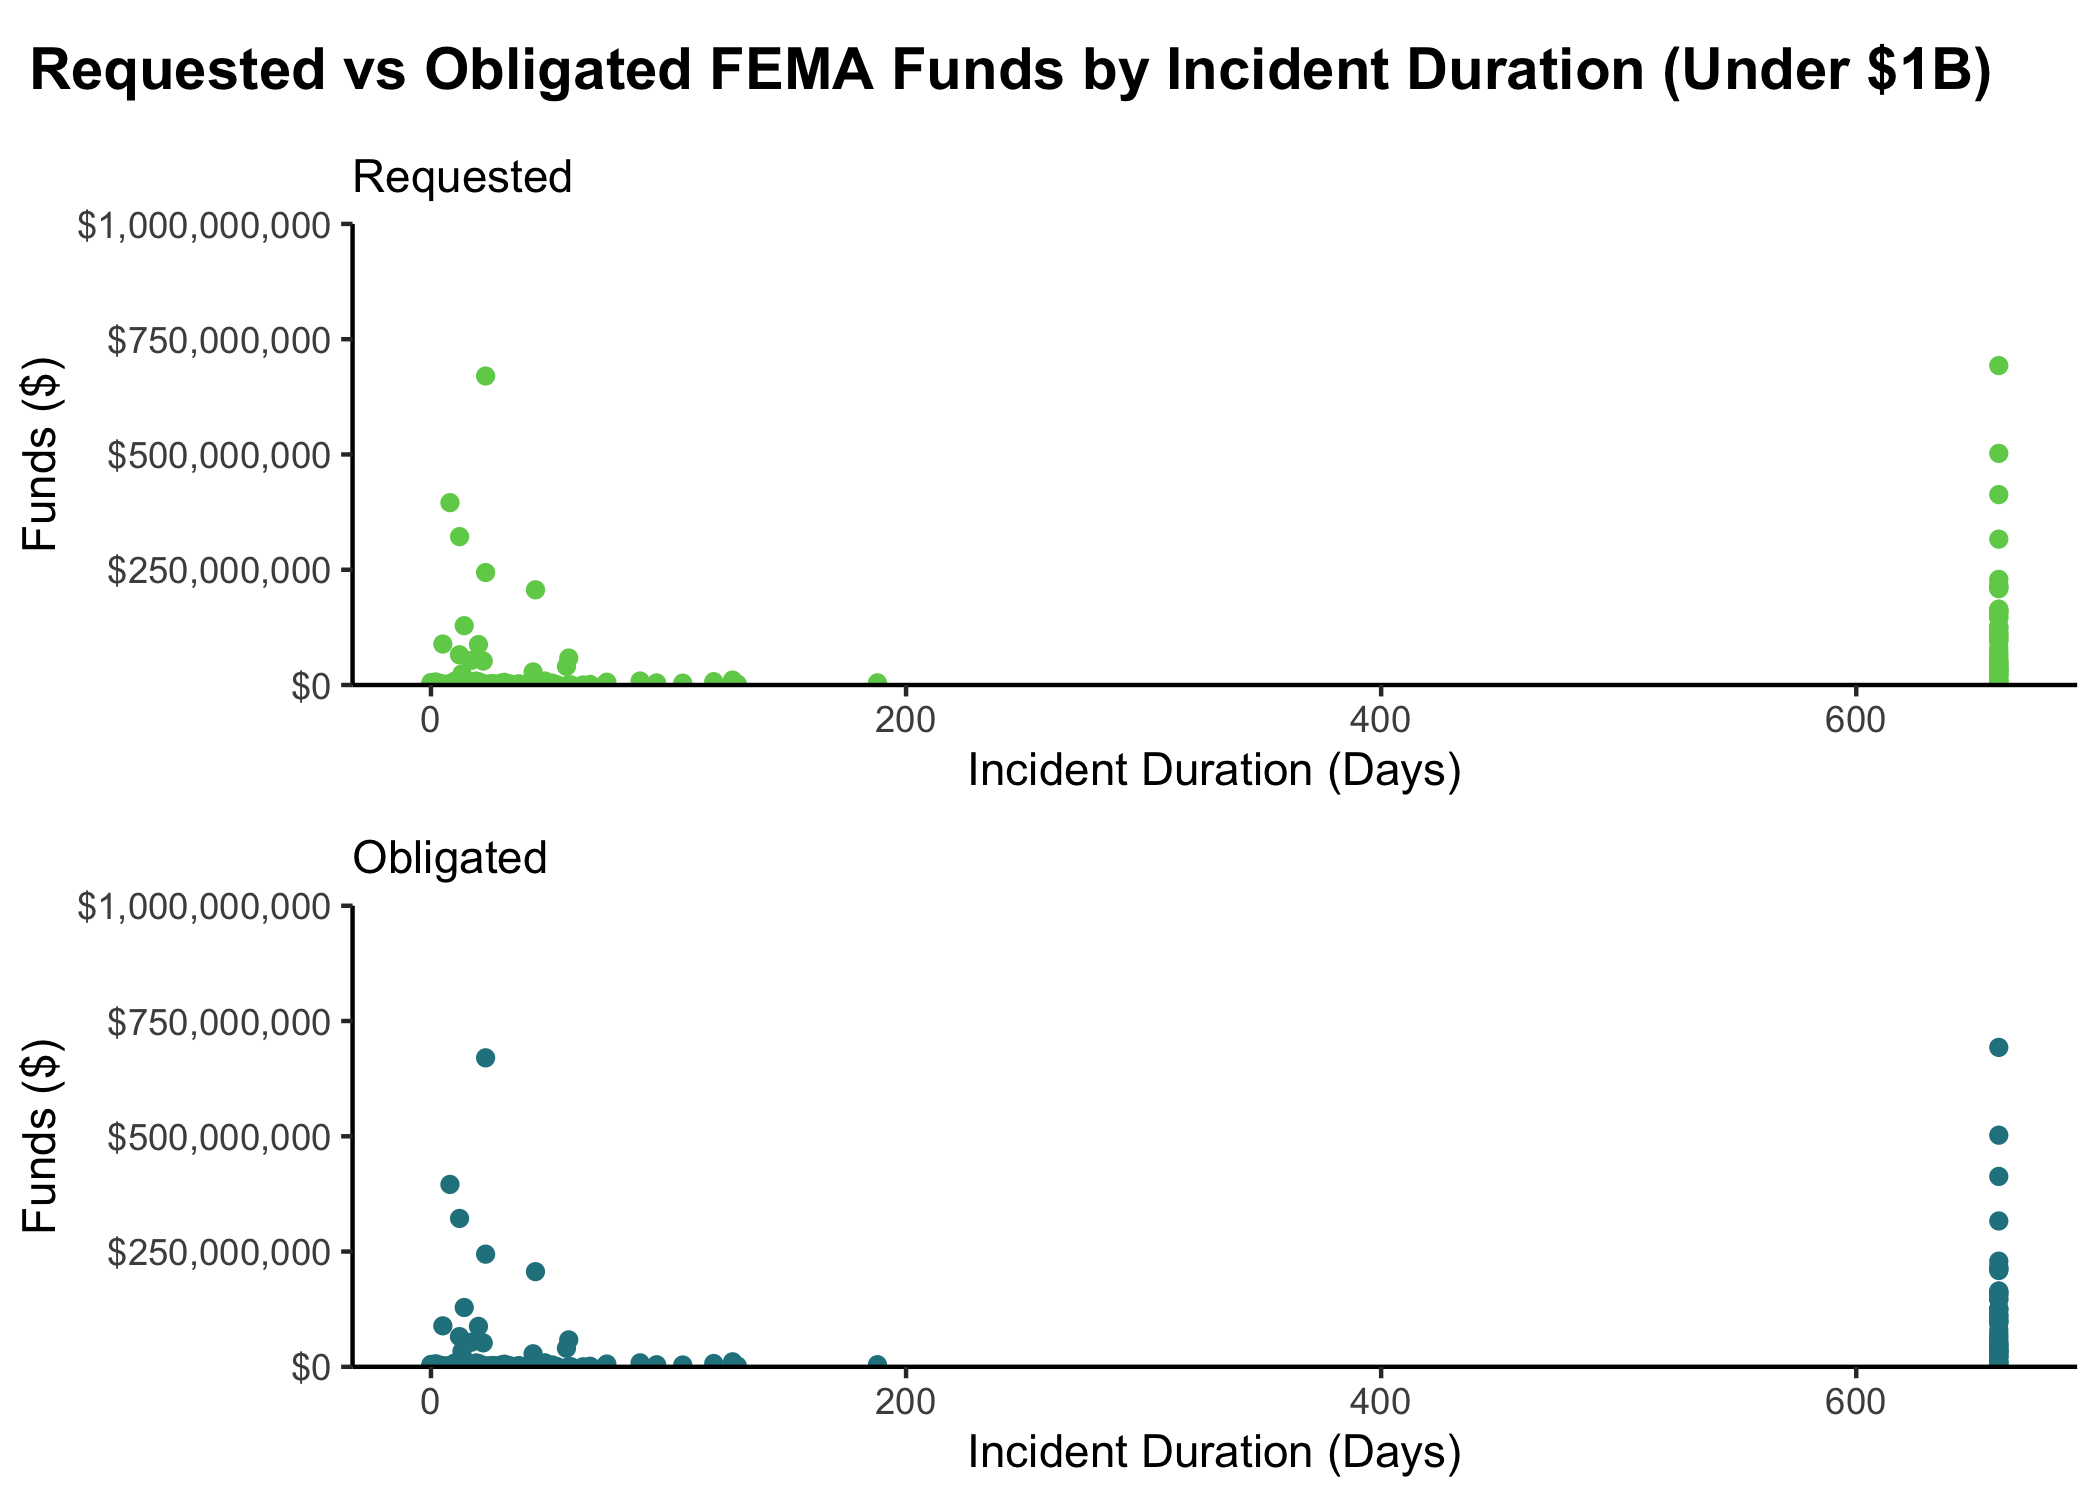 Requested vs Obligated FEMA Funds by Incident Duration (Under $1B)
Requested
$1,000,000,000
$750,000,000
$500,000,000
$250,000,000
$0
Funds ($)
0 200 400 600
Incident Duration (Days)
Obligated
$1,000,000,000
$750,000,000
$500,000,000
$250,000,000
$0
Funds ($)
0 200 400 600
Incident Duration (Days)